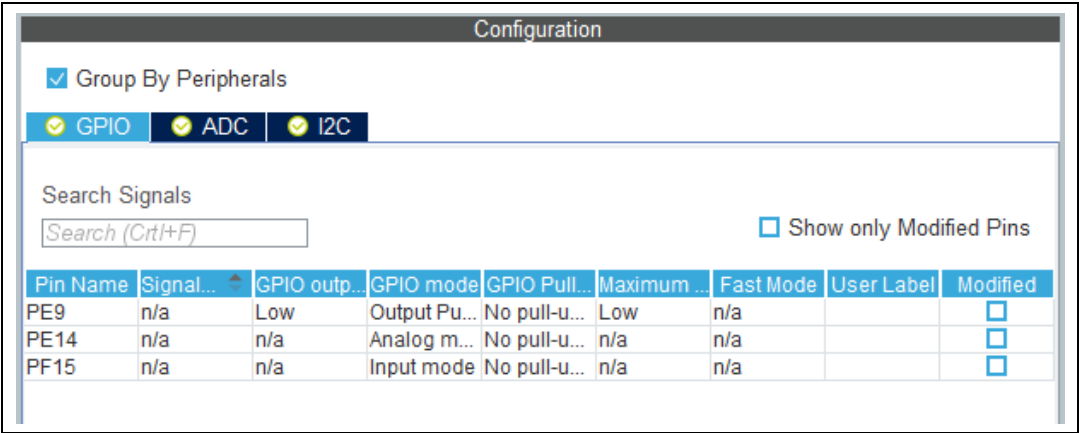 Configuration
Group By Peripherals
GPIO ADC I2C
Search Signals
Search (Crtl+F)
Show only Modified Pins
Pin Name Signal... GPIO outp... GPIO mode GPIO Pull... Maximum ... Fast Mode User Label Modified
PE9 n/a Low Output Pu... No pull-u... Low n/a
PE14 n/a n/a Analog m... No pull-u... n/a n/a
PF15 n/a n/a Input mode No pull-u... n/a n/a